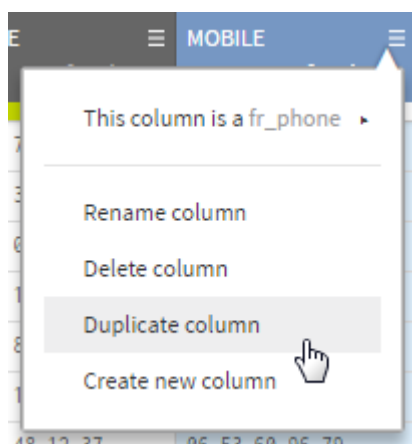 E ☰ MOBILE ☰
This column is a fr_phone ▸
Rename column
Delete column
Duplicate column
Create new column